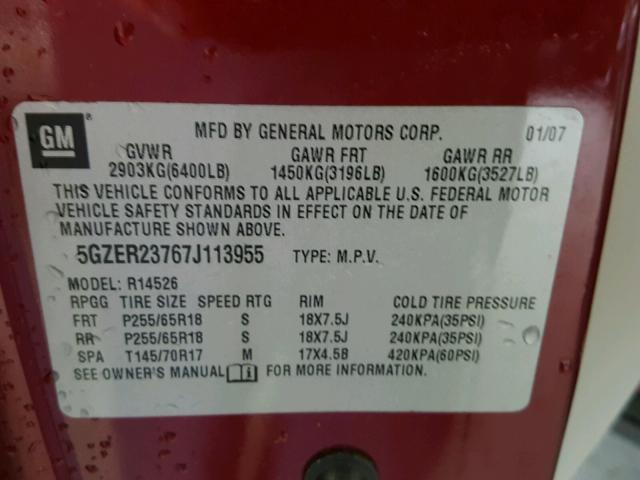 GM ®
MFD BY GENERAL MOTORS CORP. 01/07
GVWR GAWR FRT GAWR RR
2903KG(6400LB) 1450KG(3196LB) 1600KG(3527LB)
THIS VEHICLE CONFORMS TO ALL APPLICABLE U.S. FEDERAL MOTOR
VEHICLE SAFETY STANDARDS IN EFFECT ON THE DATE OF
MANUFACTURE SHOWN ABOVE.
5GZER23767J113955 TYPE: M.P.V.
MODEL: R14526
RPGG TIRE SIZE SPEED RTG RIM COLD TIRE PRESSURE
FRT P255/65R18 S 18X7.5J 240KPA(35PSI)
RR P255/65R18 S 18X7.5J 240KPA(35PSI)
SPA T145/70R17 M 17X4.5B 420KPA(60PSI)
SEE OWNER'S MANUAL FOR MORE INFORMATION.